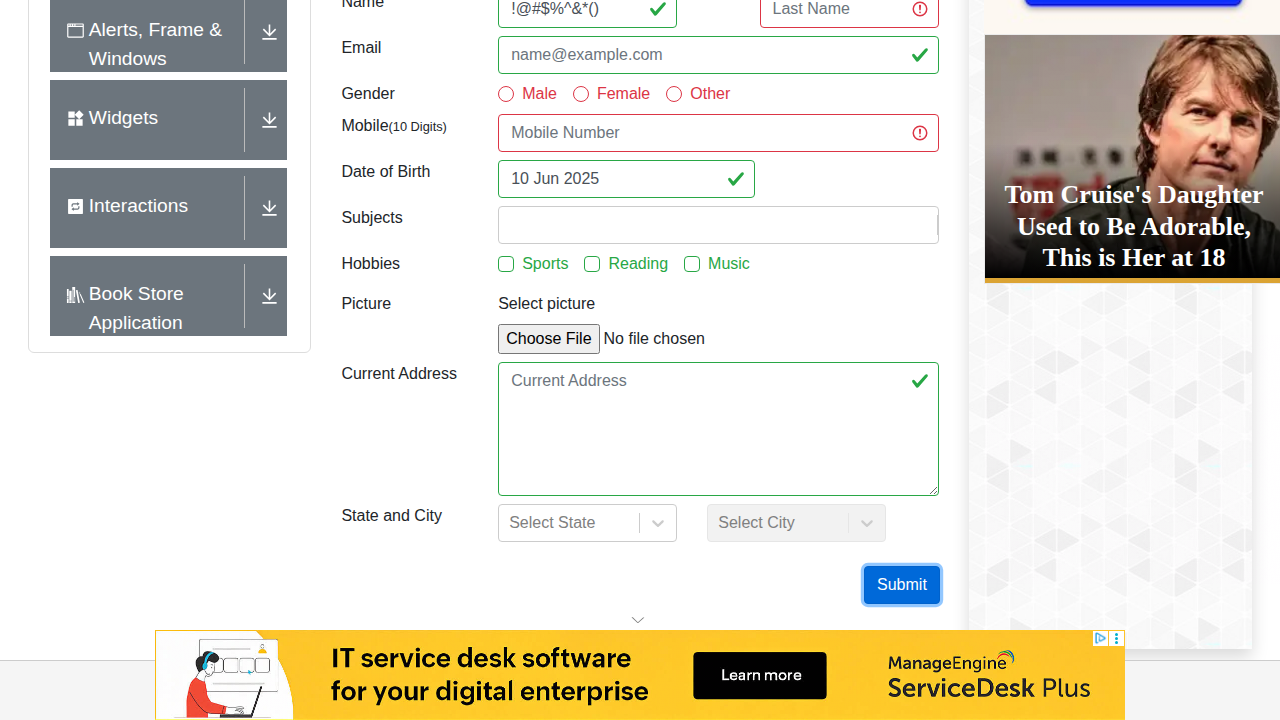 Alerts, Frame &
Windows
Widgets
Interactions
Book Store
Application
Name
!@#$%^&*()
Last Name
Email
name@example.com
Gender
Male
Female
Other
Mobile(10 Digits)
Mobile Number
Date of Birth
10 Jun 2025
Subjects
Hobbies
Sports
Reading
Music
Picture
Select picture
Choose File No file chosen
Current Address
Current Address
State and City
Select State
Select City
Submit
Tom Cruise's Daughter
Used to Be Adorable,
This is Her at 18
IT service desk software
for your digital enterprise
Learn more
ManageEngine
ServiceDesk Plus